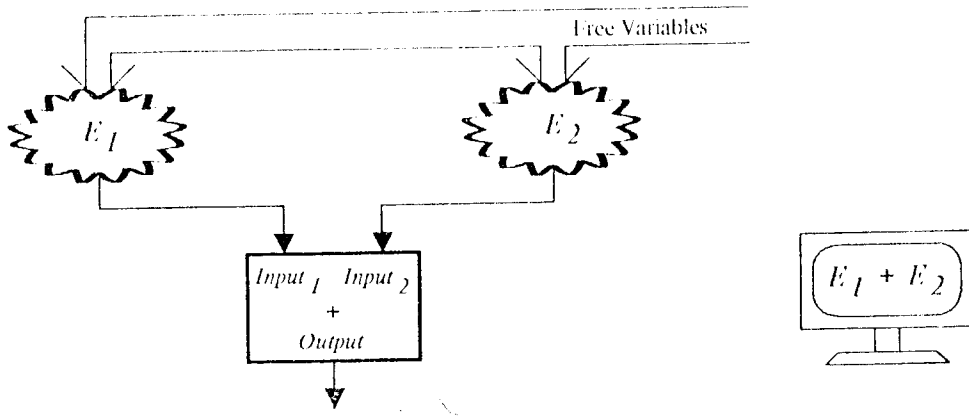 Free Variables
E1 E2
Input1 Input2
+
Output
E1 + E2